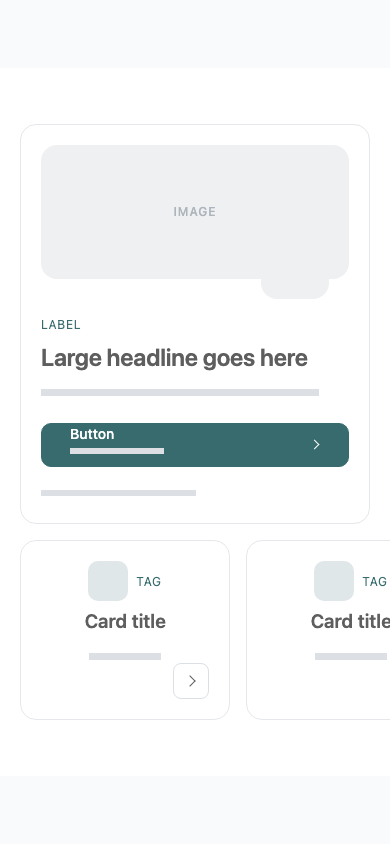 IMAGE
LABEL
Large headline goes here
Button
TAG
Card title
TAG
Card title